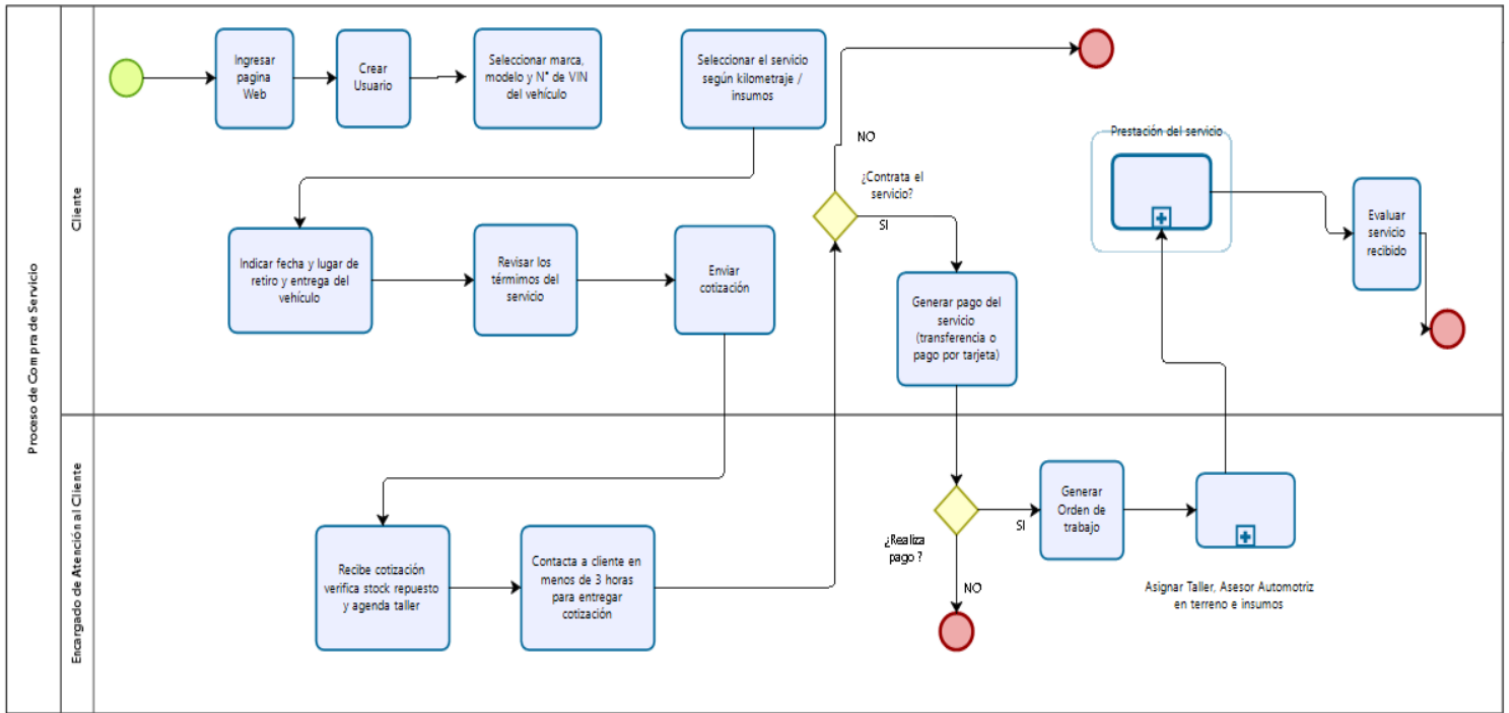 Proceso de Compra de Servicio
Cliente
Ingresar
pagina
Web
Crear
Usuario
Seleccionar marca,
modelo y N° de VIN
del vehículo
Seleccionar el servicio
según kilometraje /
insumos
Indicar fecha y lugar de
retiro y entrega del
vehículo
Revisar los
térmimos del
servicio
Enviar
cotización
NO
¿Contrata el
servicio?
SI
Generar pago del
servicio
(transferencia o
pago por tarjeta)
Prestación del servicio
Evaluar
servicio
recibido
Encargado de Atención al Cliente
Recibe cotización
verifica stock repuesto
y agenda taller
Contacta a cliente en
menos de 3 horas
para entregar
cotización
¿Realiza
pago ?
SI
NO
Generar
Orden de
trabajo
Asignar Taller, Asesor Automotriz
en terreno e insumos